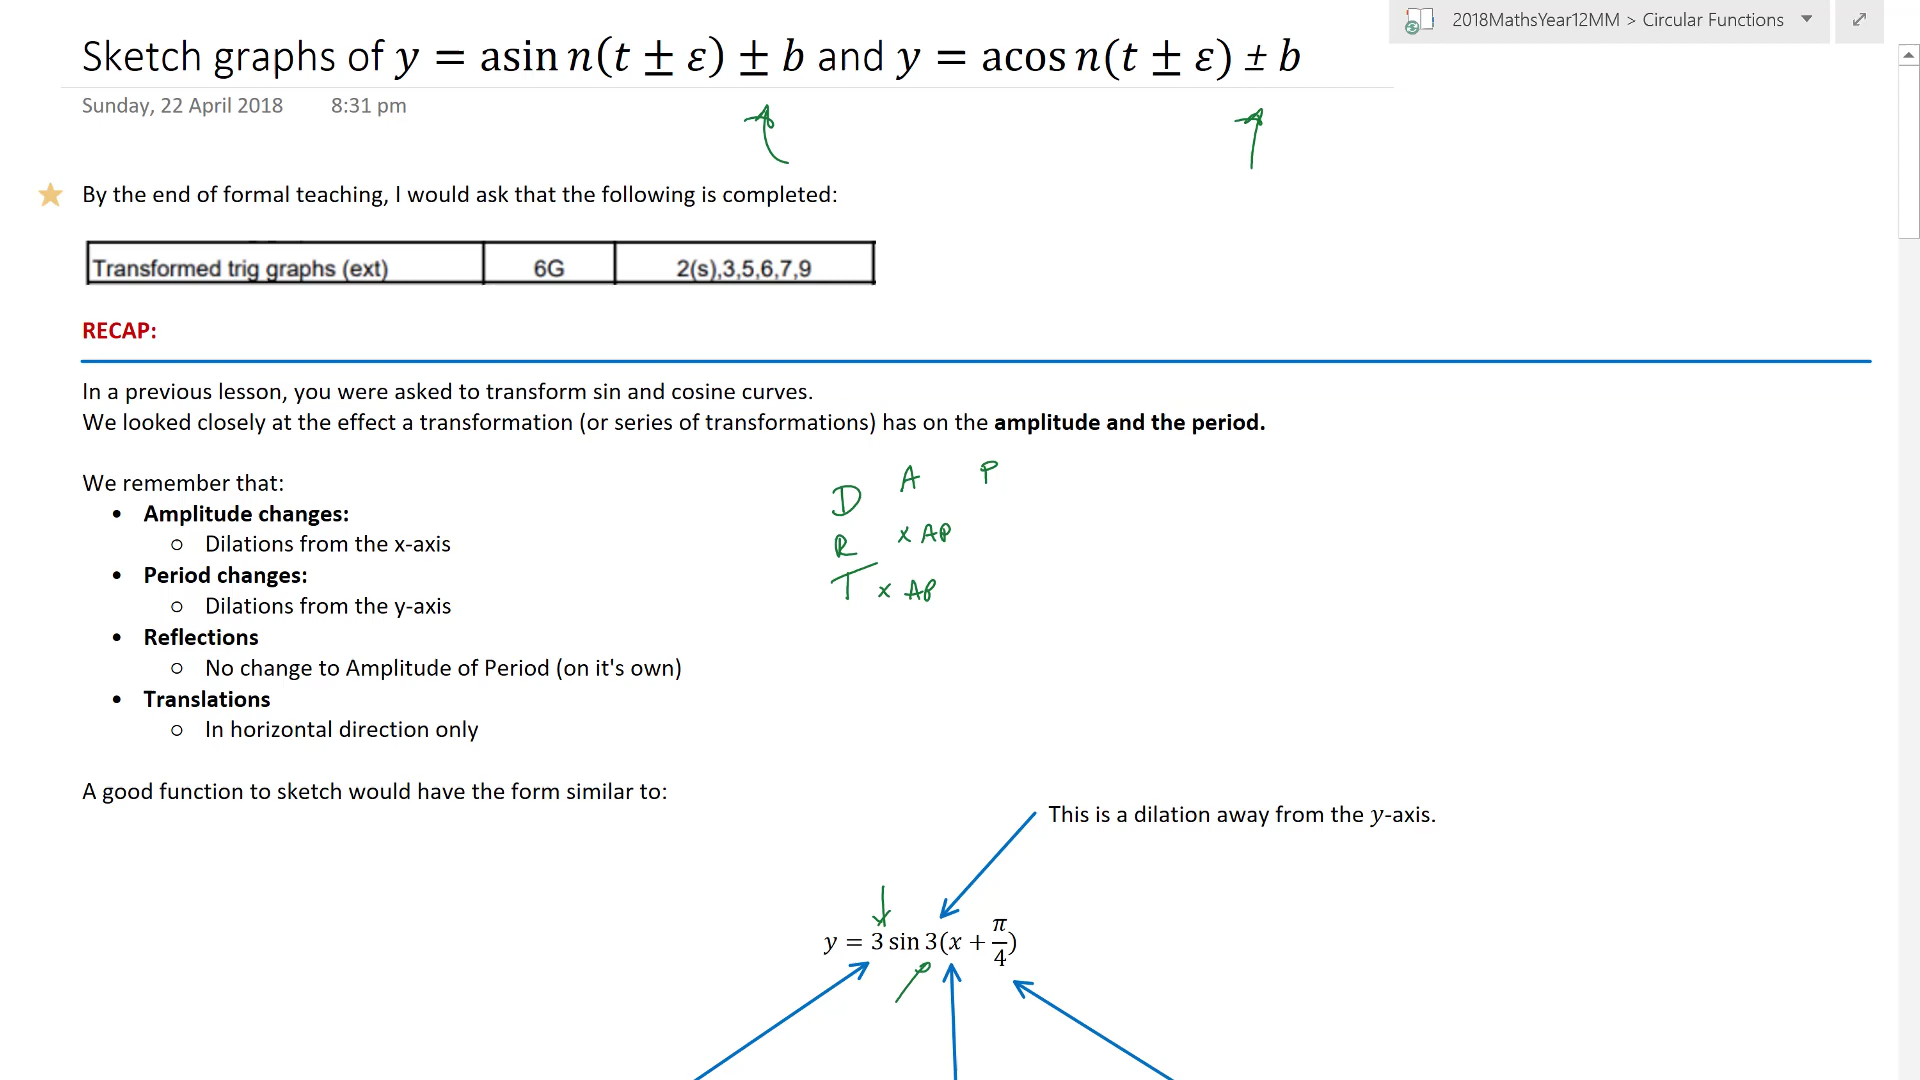 2018MathsYear12MM > Circular Functions
Sketch graphs of y = asin n(t ± ε) ± b and y = acos n(t ± ε) ± b
Sunday, 22 April 2018 8:31 pm
By the end of formal teaching, I would ask that the following is completed:
Transformed trig graphs (ext) 6G 2(s),3,5,6,7,9
RECAP:
In a previous lesson, you were asked to transform sin and cosine curves.
We looked closely at the effect a transformation (or series of transformations) has on the amplitude and the period.
We remember that:
• Amplitude changes:
○ Dilations from the x-axis
• Period changes:
○ Dilations from the y-axis
• Reflections
○ No change to Amplitude of Period (on it's own)
• Translations
○ In horizontal direction only
D A P
R x AP
T x AP
A good function to sketch would have the form similar to:
This is a dilation away from the y-axis.
y = 3 sin 3(x + π/4)